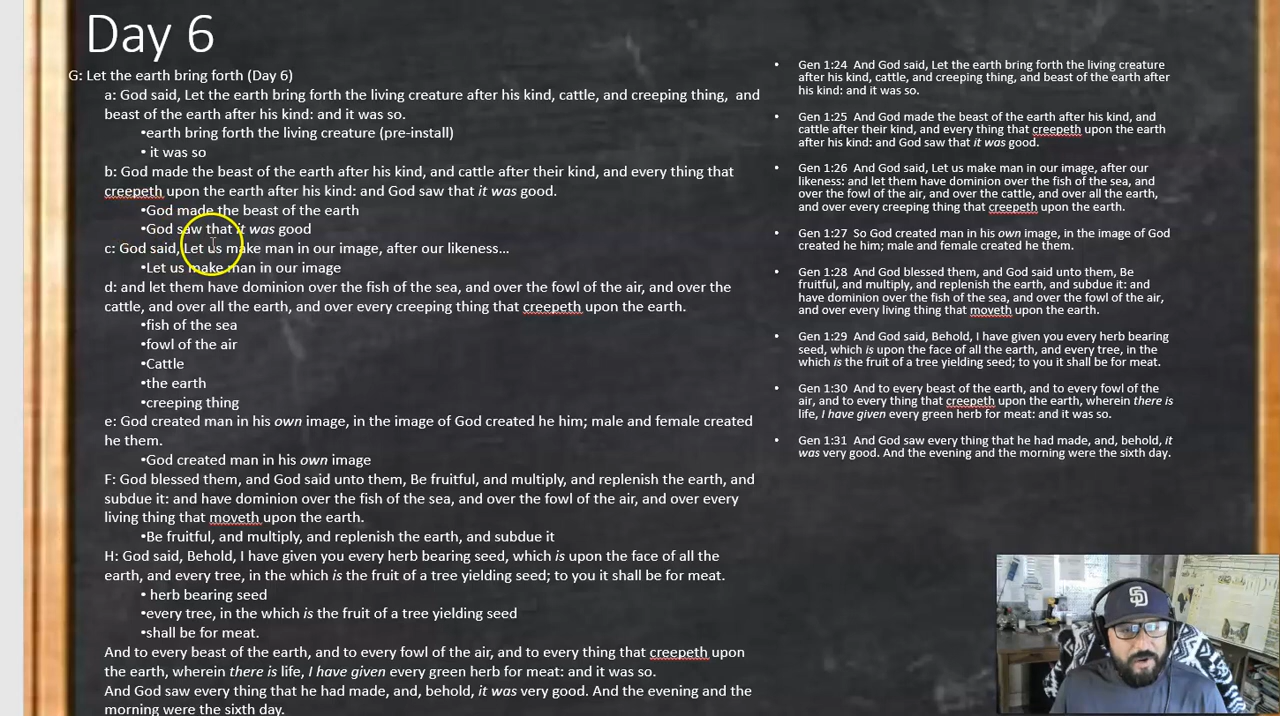 Day 6
G: Let the earth bring forth (Day 6)
a: God said, Let the earth bring forth the living creature after his kind, cattle, and creeping thing, and
beast of the earth after his kind: and it was so.
•earth bring forth the living creature (pre-install)
• it was so
b: God made the beast of the earth after his kind, and cattle after their kind, and every thing that
creepeth upon the earth after his kind: and God saw that it was good.
•God made the beast of the earth
•God saw that it was good
c: God said, Let us make man in our image, after our likeness...
•Let us make man in our image
d: and let them have dominion over the fish of the sea, and over the fowl of the air, and over the
cattle, and over all the earth, and over every creeping thing that creepeth upon the earth.
•fish of the sea
•fowl of the air
•Cattle
•the earth
•creeping thing
e: God created man in his own image, in the image of God created he him; male and female created
he them.
•God created man in his own image
F: God blessed them, and God said unto them, Be fruitful, and multiply, and replenish the earth, and
subdue it: and have dominion over the fish of the sea, and over the fowl of the air, and over every
living thing that moveth upon the earth.
•Be fruitful, and multiply, and replenish the earth, and subdue it
H: God said, Behold, I have given you every herb bearing seed, which is upon the face of all the
earth, and every tree, in the which is the fruit of a tree yielding seed; to you it shall be for meat.
• herb bearing seed
•every tree, in the which is the fruit of a tree yielding seed
•shall be for meat.
And to every beast of the earth, and to every fowl of the air, and to every thing that creepeth upon
the earth, wherein there is life, I have given every green herb for meat: and it was so.
And God saw every thing that he had made, and, behold, it was very good. And the evening and the
morning were the sixth day.
• Gen 1:24 And God said, Let the earth bring forth the living creature
after his kind, cattle, and creeping thing, and beast of the earth after
his kind: and it was so.
• Gen 1:25 And God made the beast of the earth after his kind, and
cattle after their kind, and every thing that creepeth upon the earth
after his kind: and God saw that it was good.
• Gen 1:26 And God said, Let us make man in our image, after our
likeness: and let them have dominion over the fish of the sea, and
over the fowl of the air, and over the cattle, and over all the earth,
and over every creeping thing that creepeth upon the earth.
• Gen 1:27 So God created man in his own image, in the image of God
created he him; male and female created he them.
• Gen 1:28 And God blessed them, and God said unto them, Be
fruitful, and multiply, and replenish the earth, and subdue it: and
have dominion over the fish of the sea, and over the fowl of the air,
and over every living thing that moveth upon the earth.
• Gen 1:29 And God said, Behold, I have given you every herb bearing
seed, which is upon the face of all the earth, and every tree, in the
which is the fruit of a tree yielding seed; to you it shall be for meat.
• Gen 1:30 And to every beast of the earth, and to every fowl of the
air, and to every thing that creepeth upon the earth, wherein there is
life, I have given every green herb for meat: and it was so.
• Gen 1:31 And God saw every thing that he had made, and, behold, it
was very good. And the evening and the morning were the sixth day.
SD